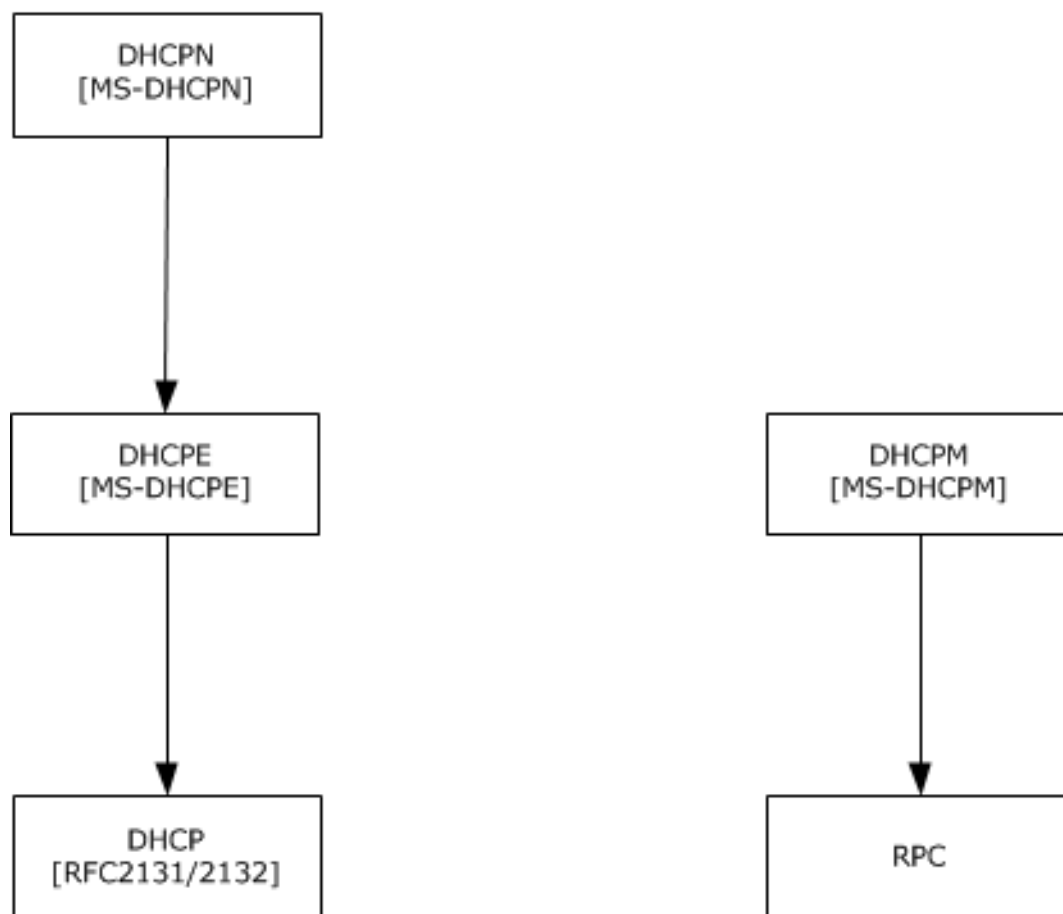 DHCPN
[MS-DHCPN]
DHCPE
[MS-DHCPE]
DHCPM
[MS-DHCPM]
DHCP
[RFC2131/2132]
RPC